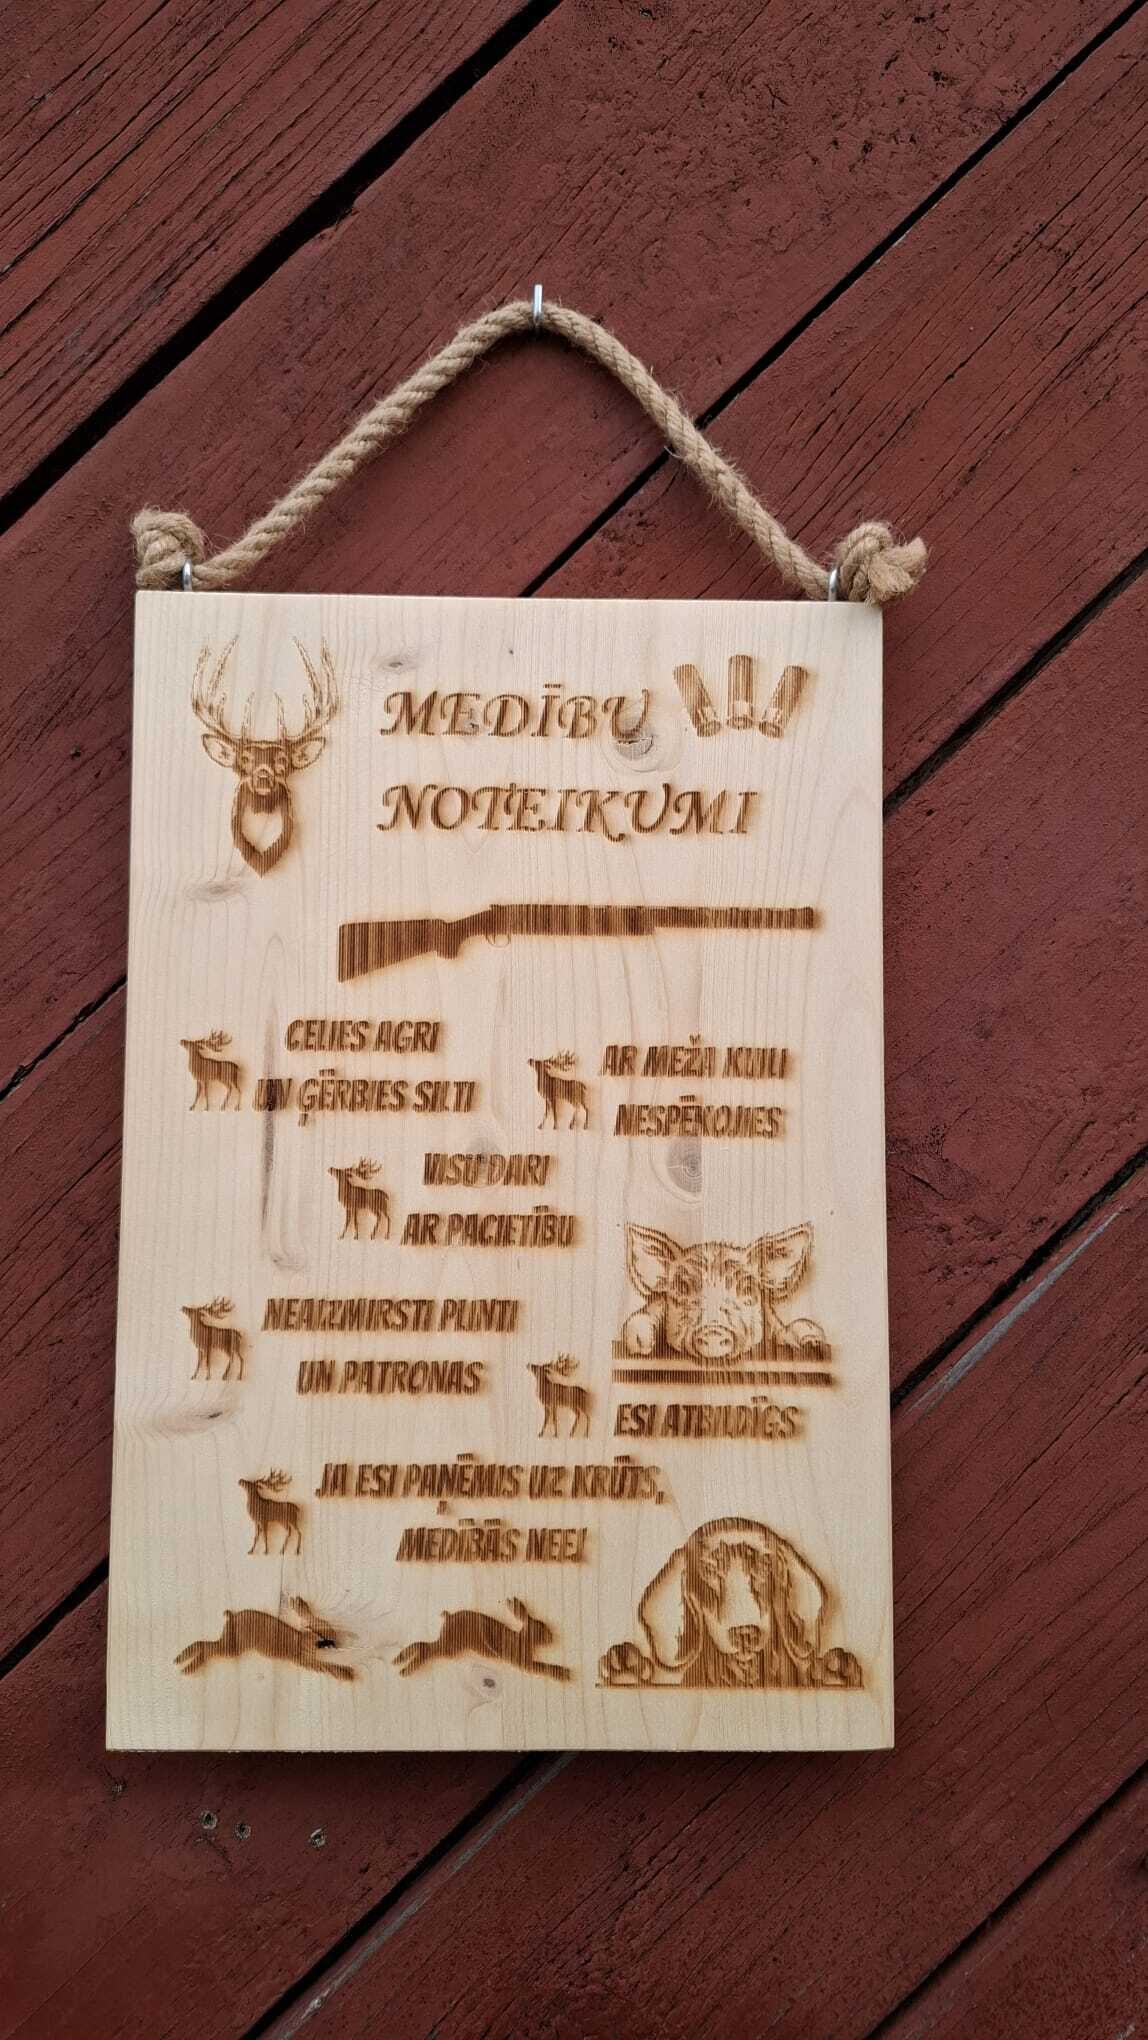 MEDĪBU
NOTEIKUMI
CELIES AGRI
UN ĢĒRBIES SILTI
AR MEŽA KUILI
NESPĒKOJIES
VISU DARI
AR PACIETĪBU
NEAIZMIRSTI PLINTI
UN PATRONAS
ESI ATBILDĪGS
JA ESI PAŅĒMIS UZ KRŪTS,
MEDĪBĀS NEEJ